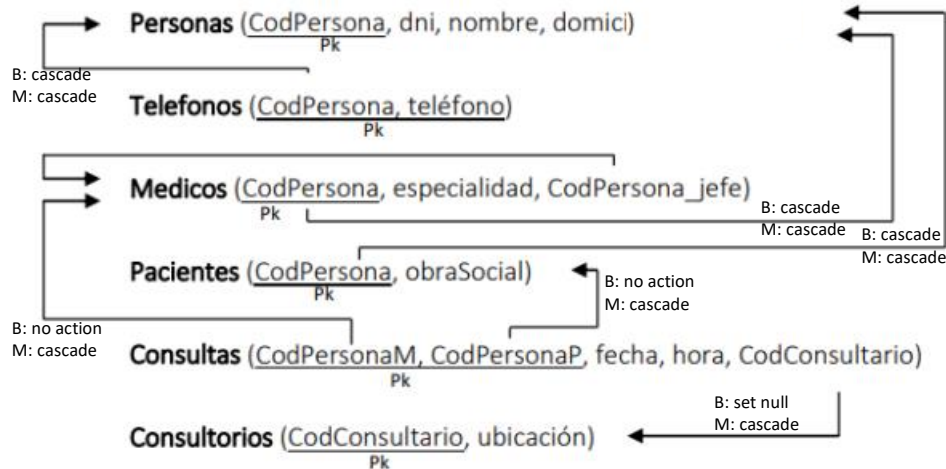 Personas (CodPersona, dni, nombre, domici)
Pk
B: cascade
M: cascade
Telefonos (CodPersona, teléfono)
Pk
Medicos (CodPersona, especialidad, CodPersona_jefe)
Pk
B: cascade
M: cascade
B: cascade
M: cascade
Pacientes (CodPersona, obraSocial)
Pk
B: no action
M: cascade
B: no action
M: cascade
Consultas (CodPersonaM, CodPersonaP, fecha, hora, CodConsultario)
Pk
B: set null
M: cascade
Consultorios (CodConsultario, ubicación)
Pk